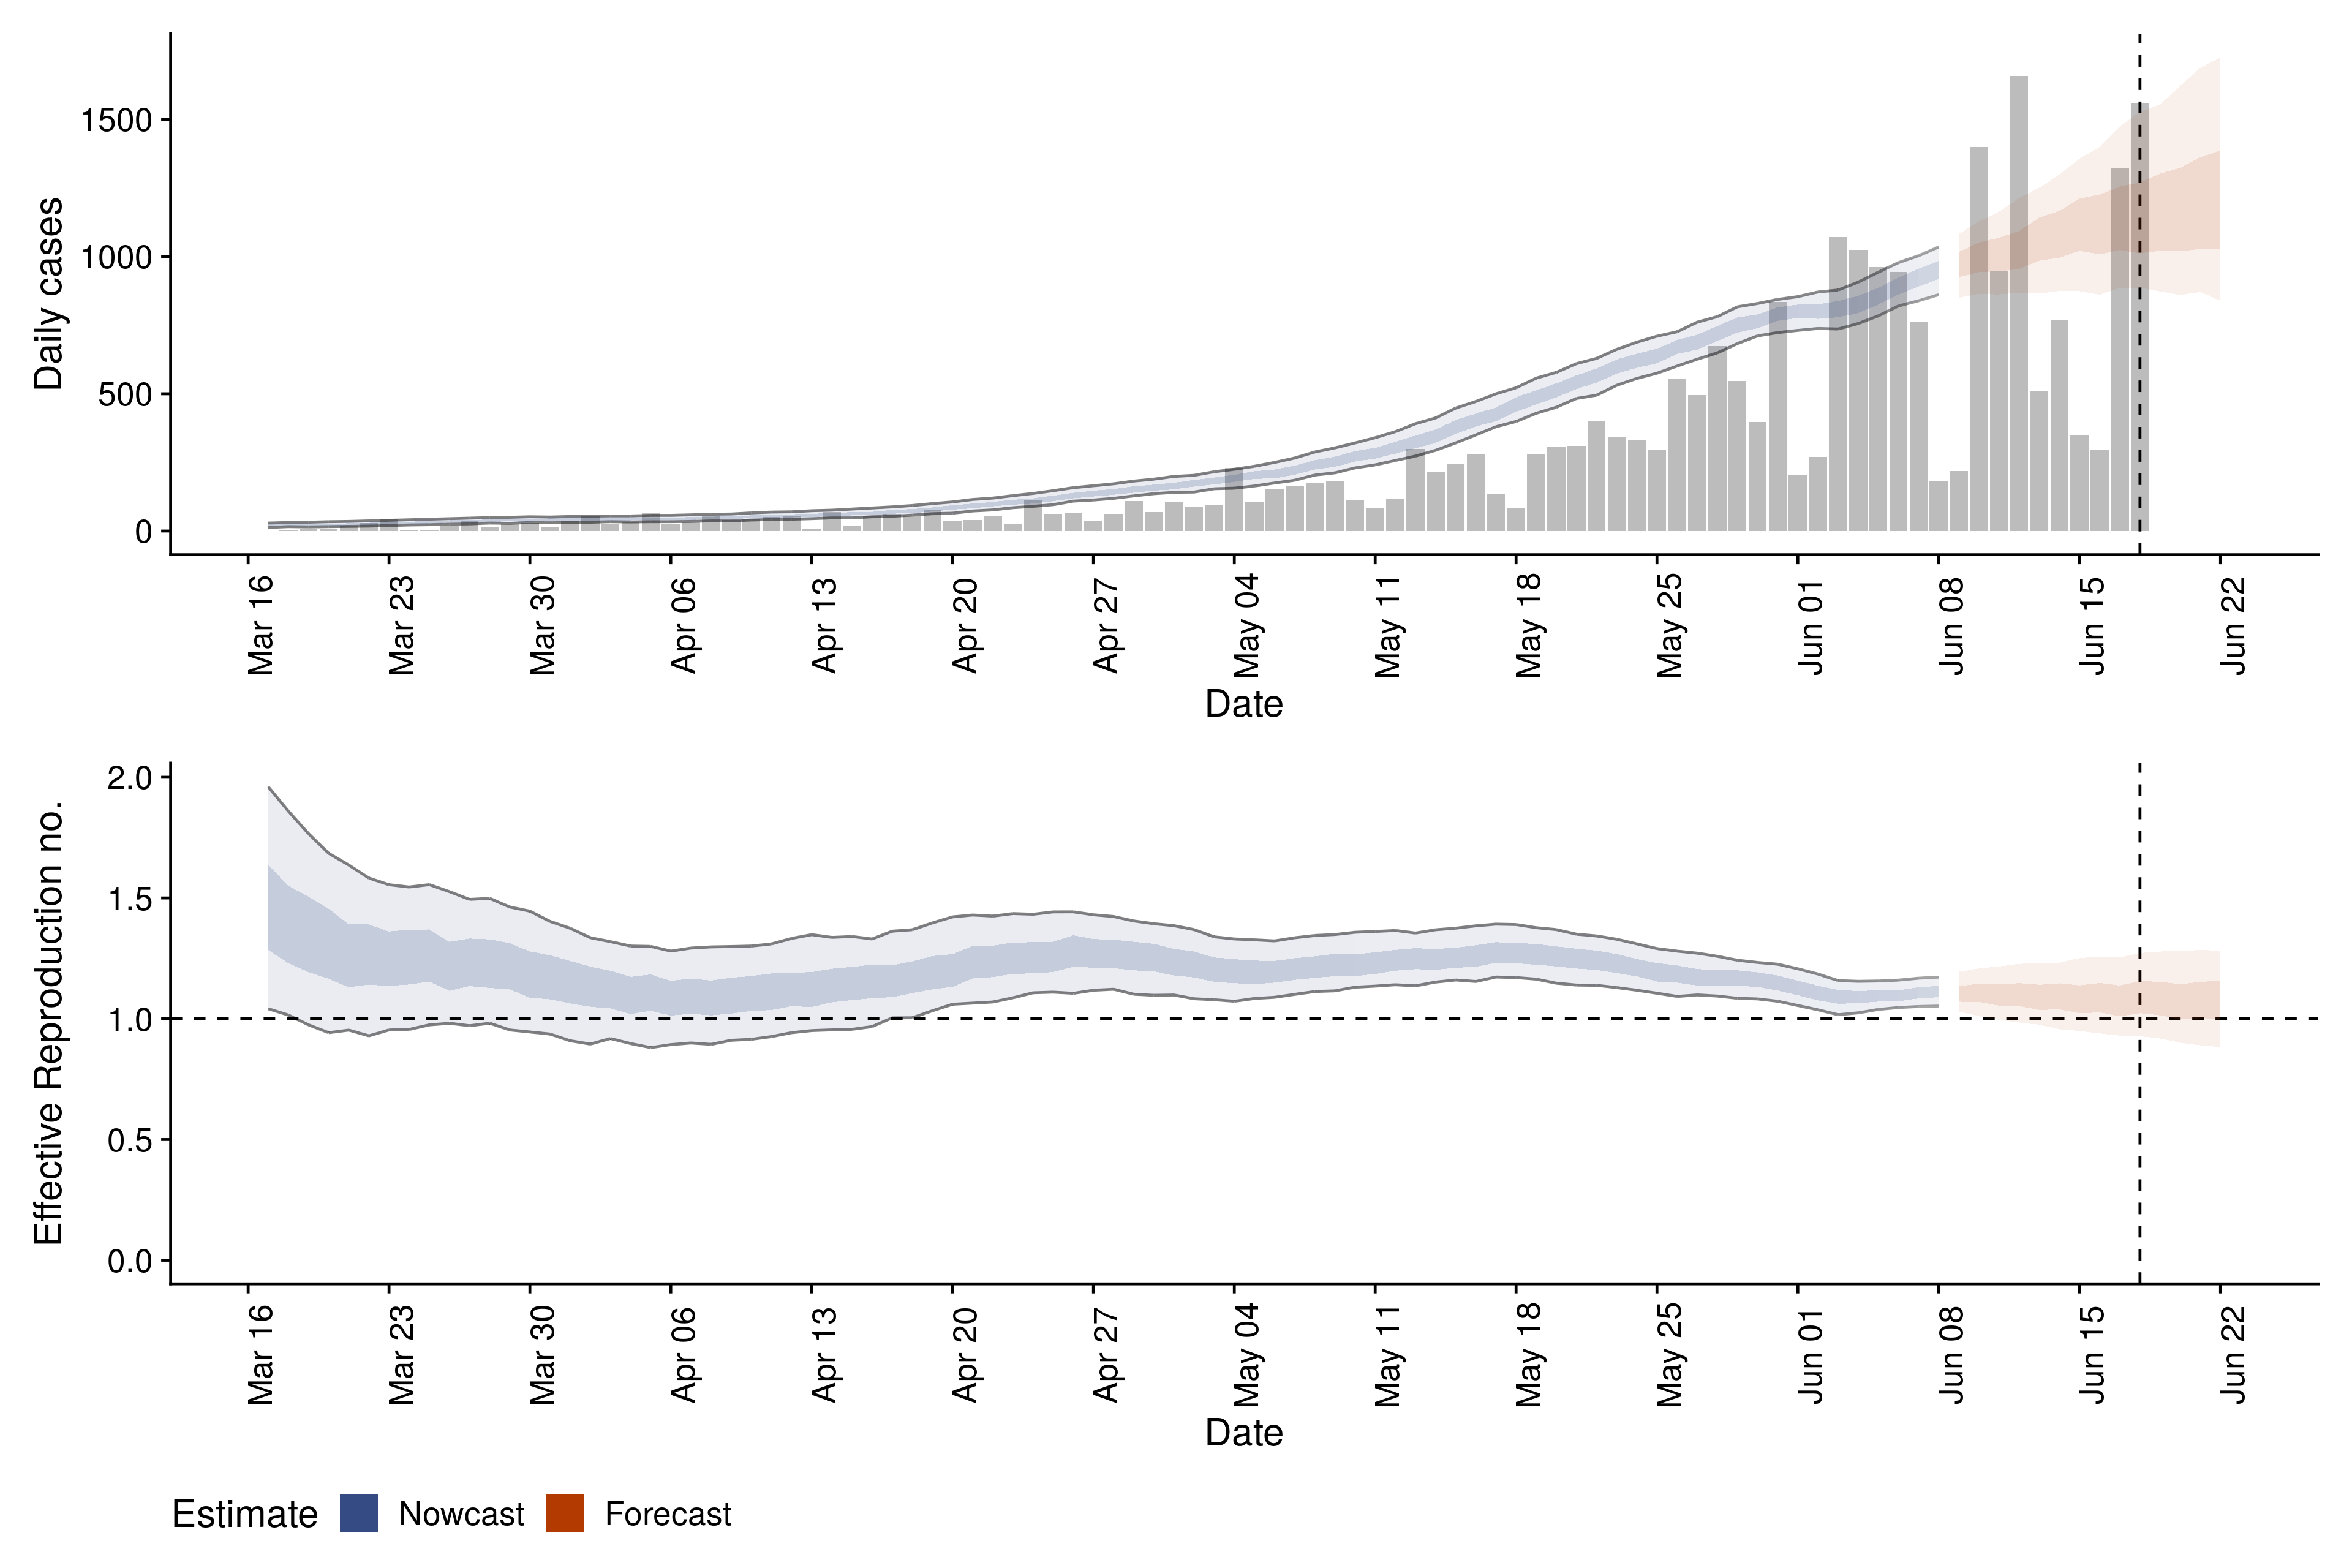 Daily cases
1500
1000
500
0
Mar 16
Mar 23
Mar 30
Apr 06
Apr 13
Apr 20
Apr 27
May 04
May 11
May 18
May 25
Jun 01
Jun 08
Jun 15
Jun 22
Date
Effective Reproduction no.
2.0
1.5
1.0
0.5
0.0
Mar 16
Mar 23
Mar 30
Apr 06
Apr 13
Apr 20
Apr 27
May 04
May 11
May 18
May 25
Jun 01
Jun 08
Jun 15
Jun 22
Date
Estimate Nowcast Forecast